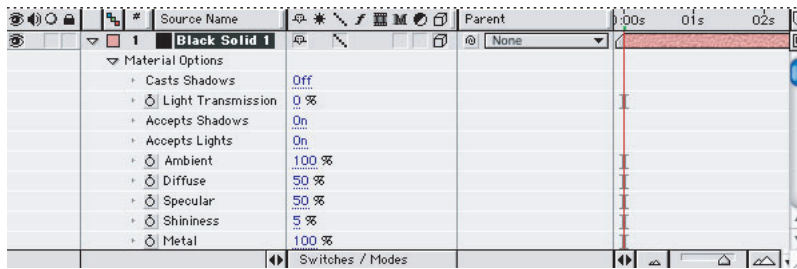 # Source Name Parent :00s 01s 02s
1 Black Solid 1 None
Material Options
Casts Shadows Off
Light Transmission 0 %
Accepts Shadows On
Accepts Lights On
Ambient 100 %
Diffuse 50 %
Specular 50 %
Shininess 5 %
Metal 100 %
Switches / Modes